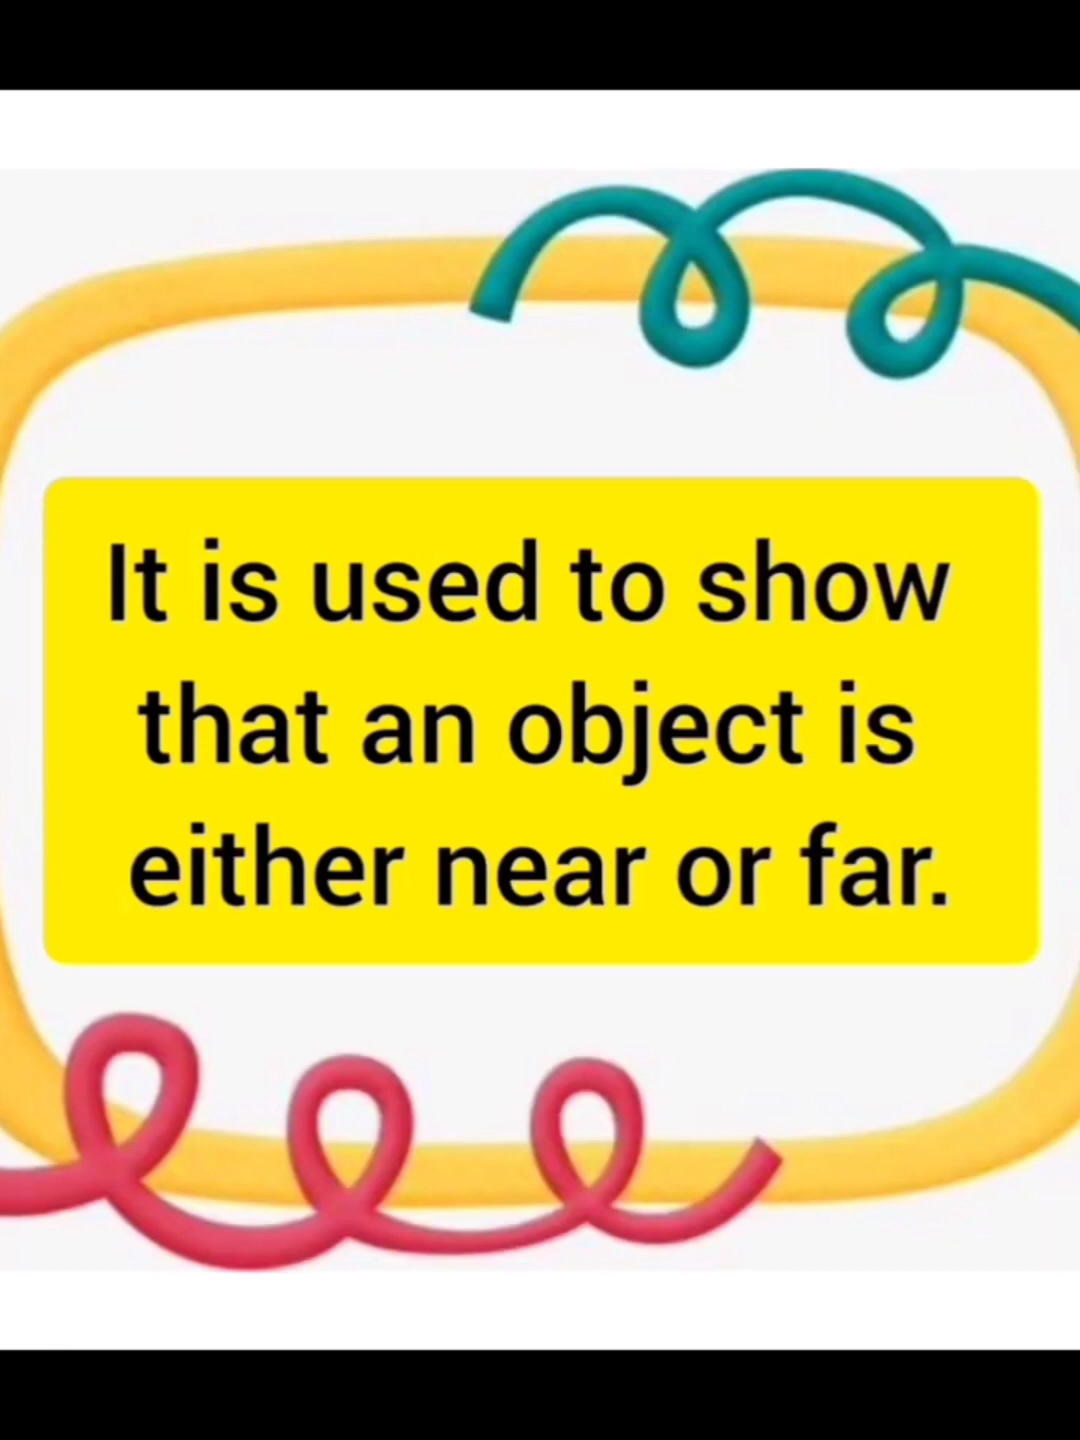 It is used to show
that an object is
either near or far.